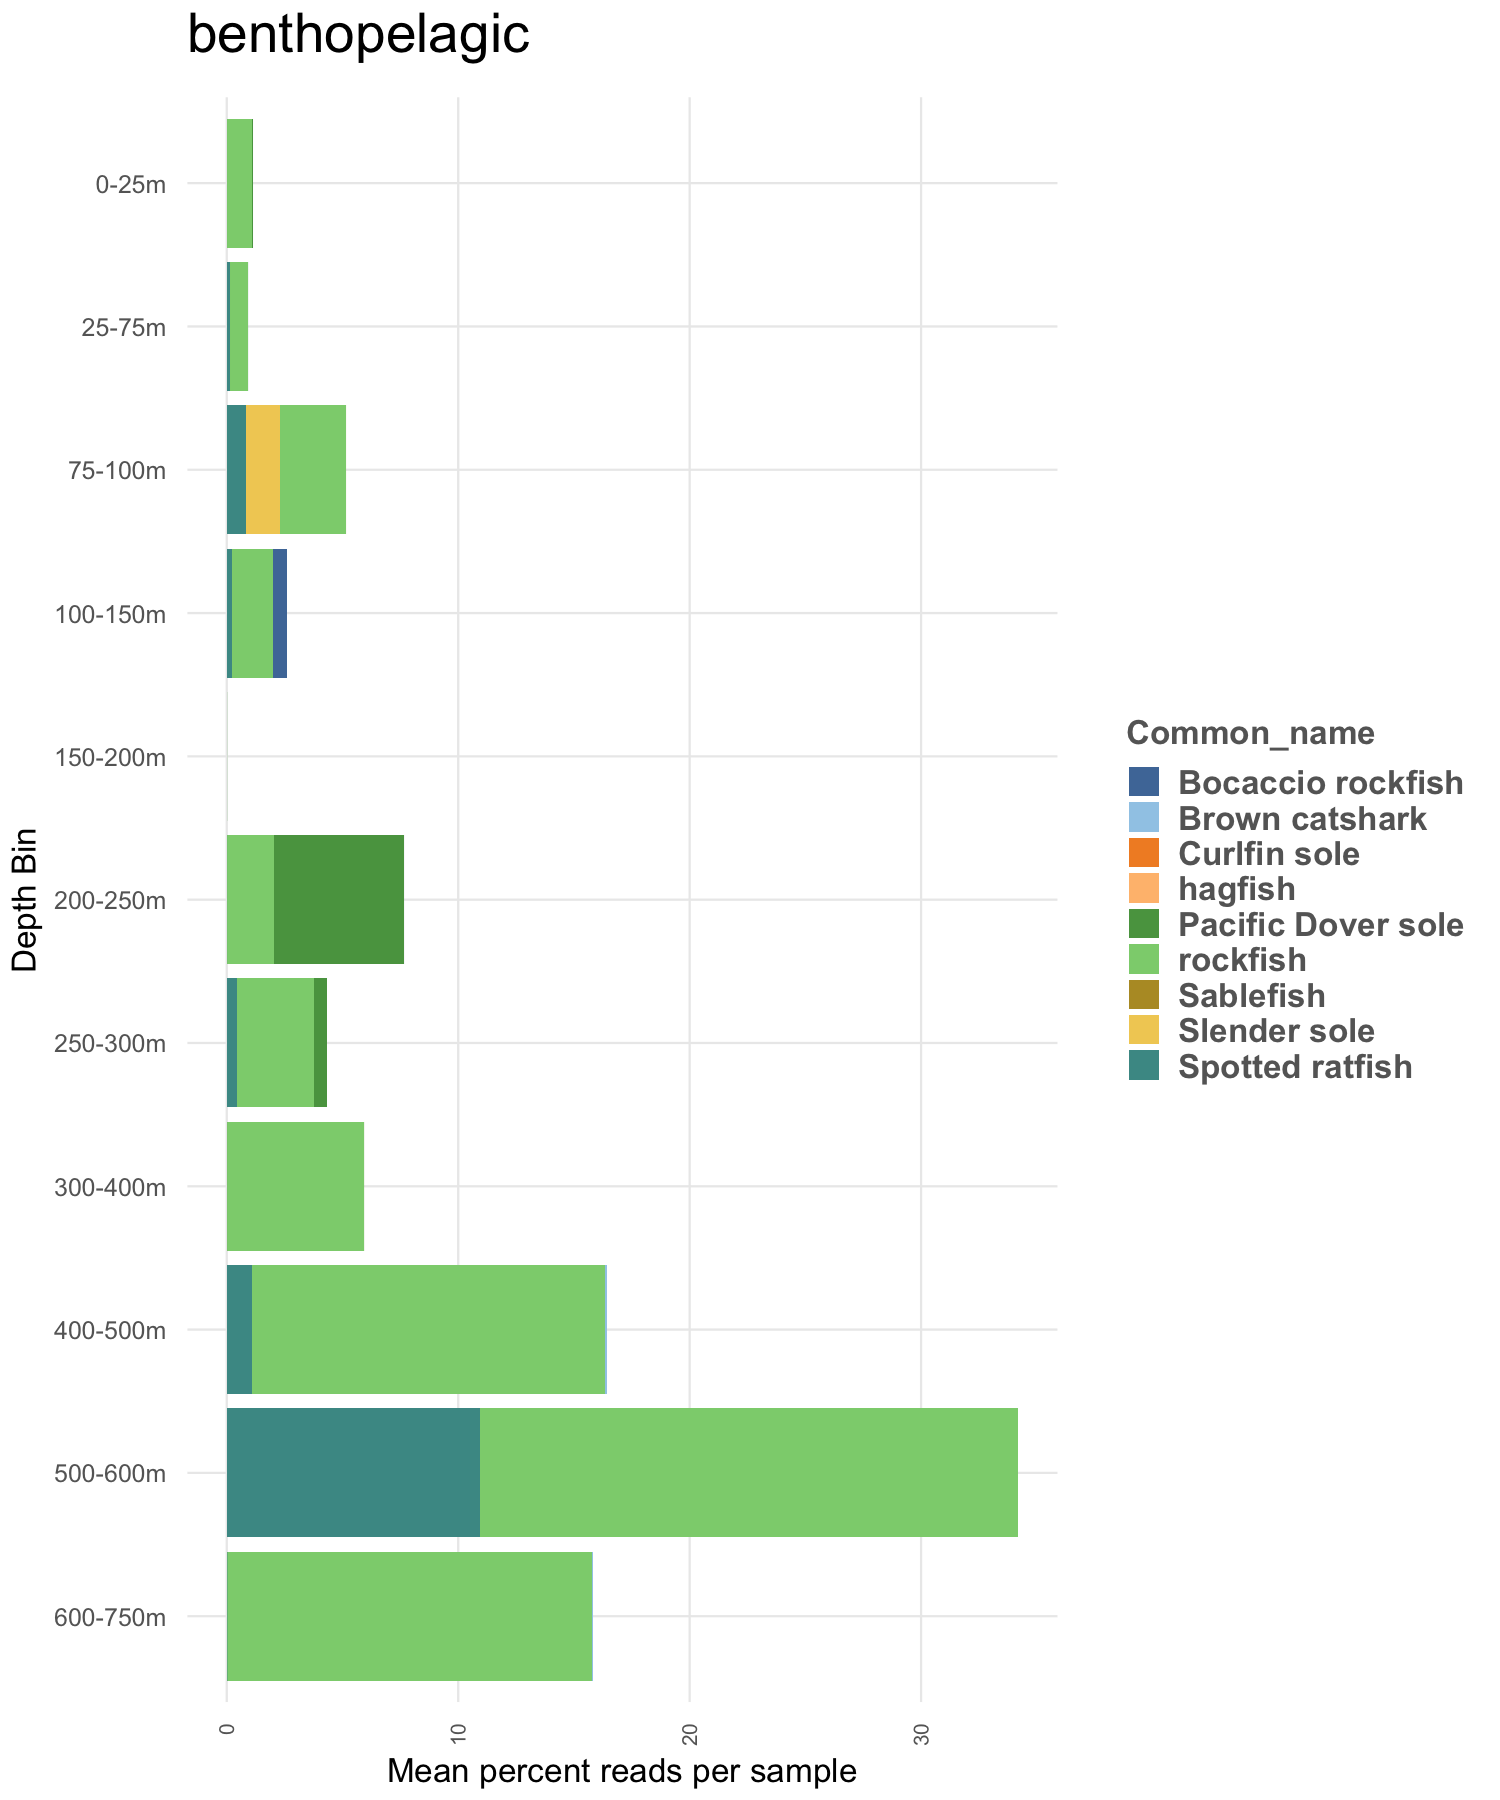 benthopelagic
0-25m
25-75m
75-100m
100-150m
150-200m
200-250m
250-300m
300-400m
400-500m
500-600m
600-750m
Depth Bin
0
10
20
30
Mean percent reads per sample
Common_name
Bocaccio rockfish
Brown catshark
Curlfin sole
hagfish
Pacific Dover sole
rockfish
Sablefish
Slender sole
Spotted ratfish